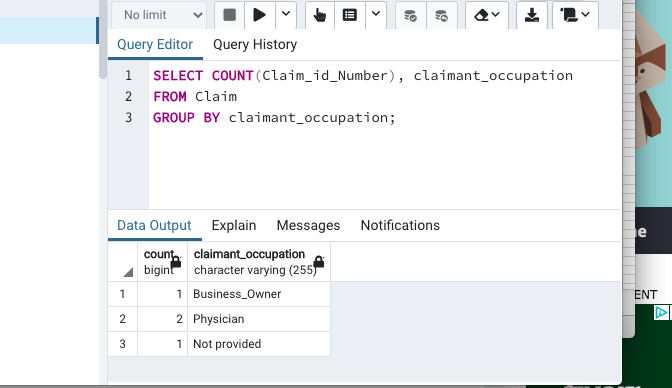 No limit
Query Editor Query History
1 SELECT COUNT(Claim_id_Number), claimant_occupation
2 FROM Claim
3 GROUP BY claimant_occupation;
Data Output Explain Messages Notifications
count claimant_occupation
bigint character varying (255)
1 1 Business_Owner
2 2 Physician
3 1 Not provided
ENT